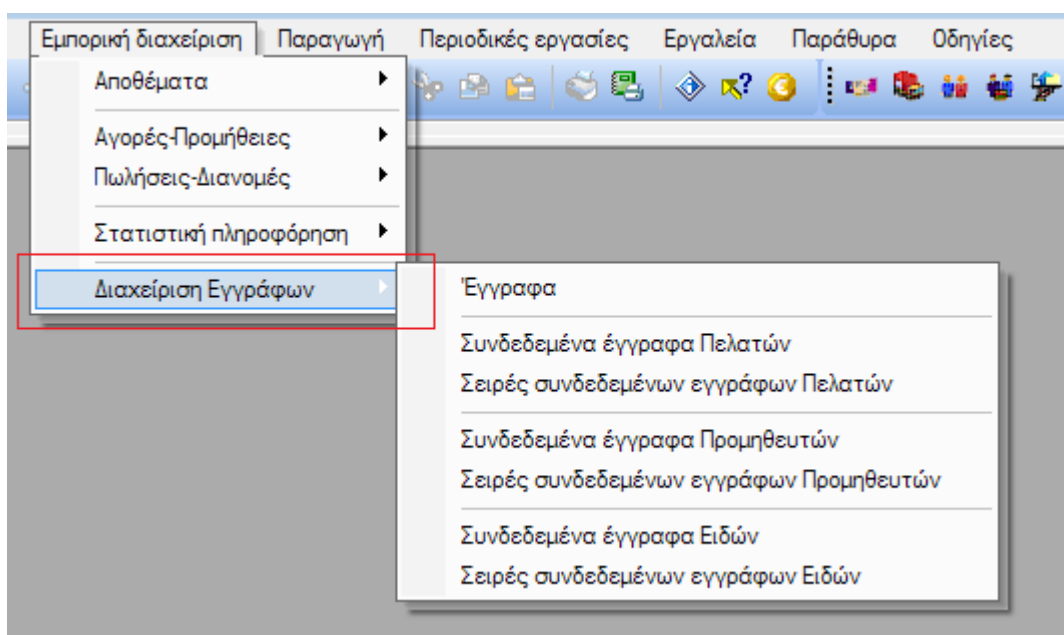 Εμπορική διαχείριση Παραγωγή Περιοδικές εργασίες Εργαλεία Παράθυρα Οδηγίες
Αποθέματα
Αγορές-Προμήθειες
Πωλήσεις-Διανομές
Στατιστική πληροφόρηση
Διαχείριση Εγγράφων
Έγγραφα
Συνδεδεμένα έγγραφα Πελατών
Σειρές συνδεδεμένων εγγράφων Πελατών
Συνδεδεμένα έγγραφα Προμηθευτών
Σειρές συνδεδεμένων εγγράφων Προμηθευτών
Συνδεδεμένα έγγραφα Ειδών
Σειρές συνδεδεμένων εγγράφων Ειδών